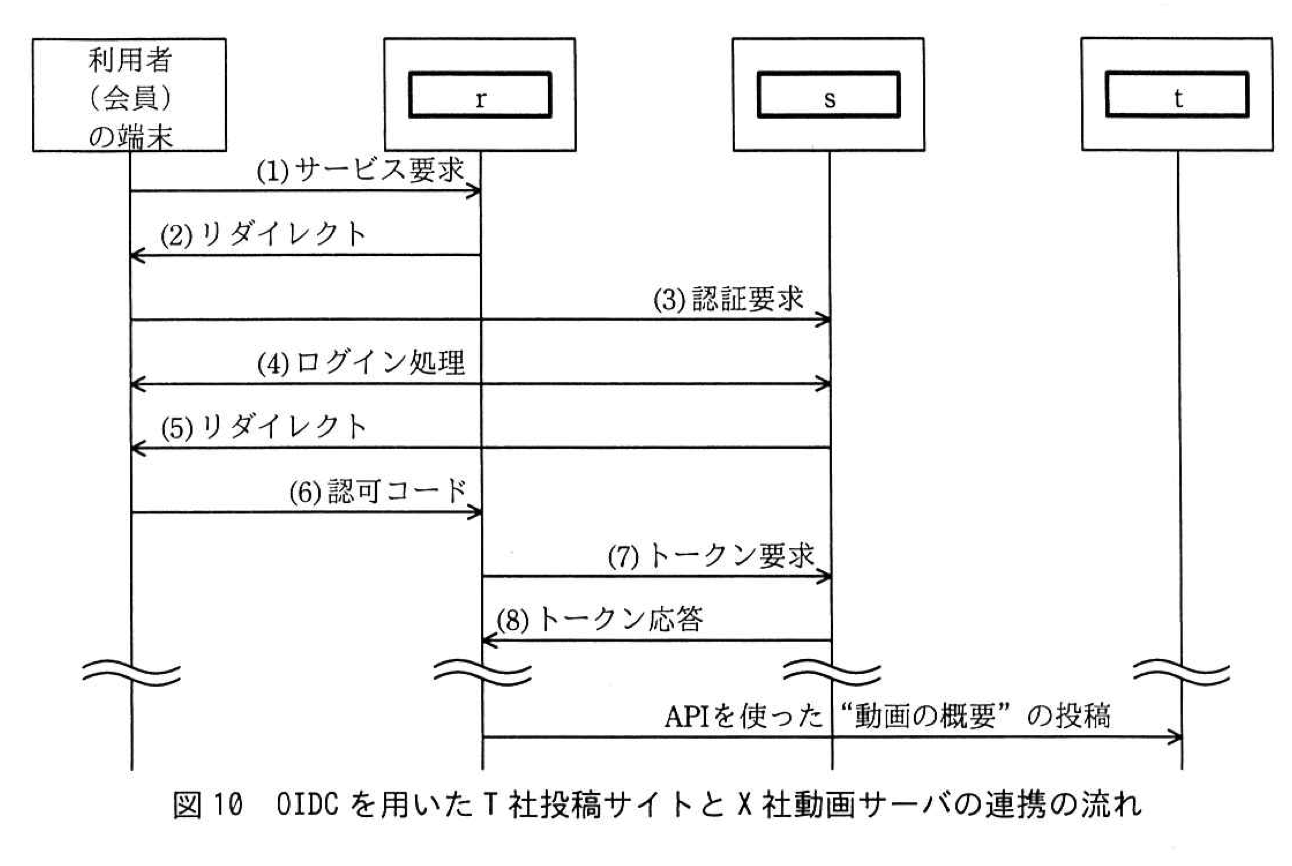 利用者
(会員)
の端末
r
s
t
(1)サービス要求
(2)リダイレクト
(3)認証要求
(4)ログイン処理
(5)リダイレクト
(6)認可コード
(7)トークン要求
(8)トークン応答
APIを使った“動画の概要”の投稿
図 10 OIDC を用いた T 社投稿サイトと X 社動画サーバの連携の流れ